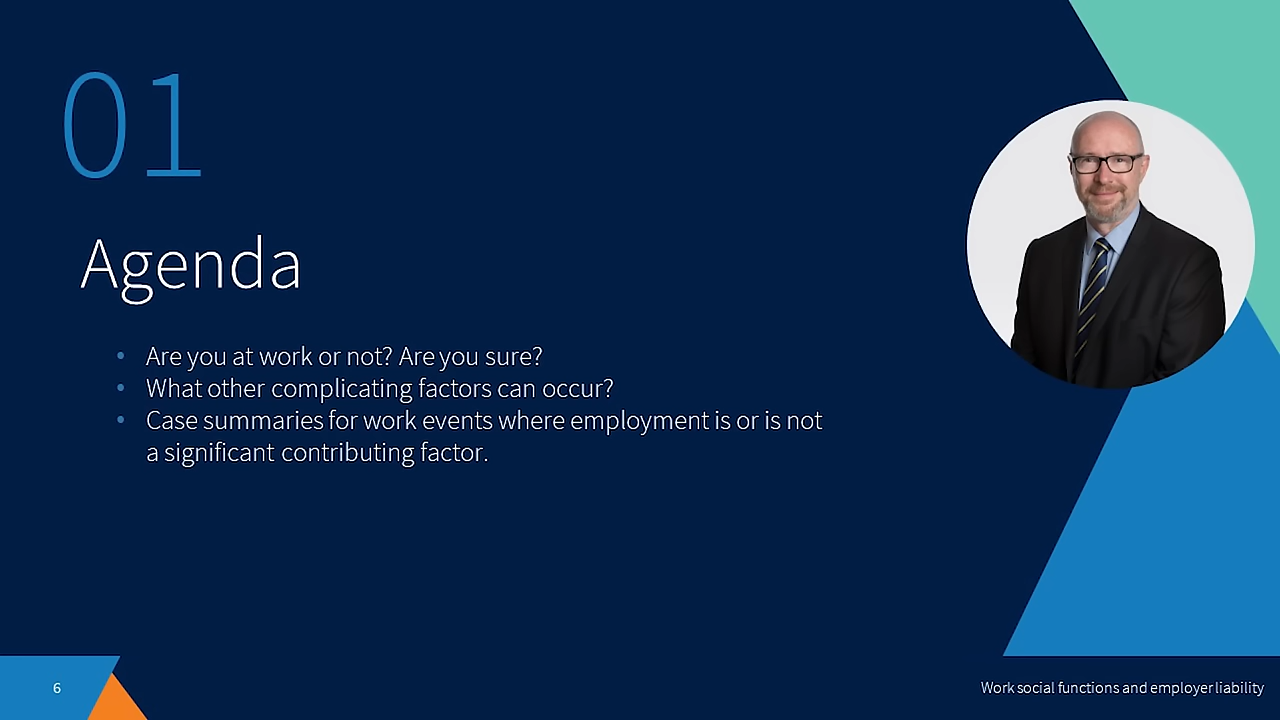 01
Agenda
• Are you at work or not? Are you sure?
• What other complicating factors can occur?
• Case summaries for work events where employment is or is not
a significant contributing factor.
6
Work social functions and employer liability